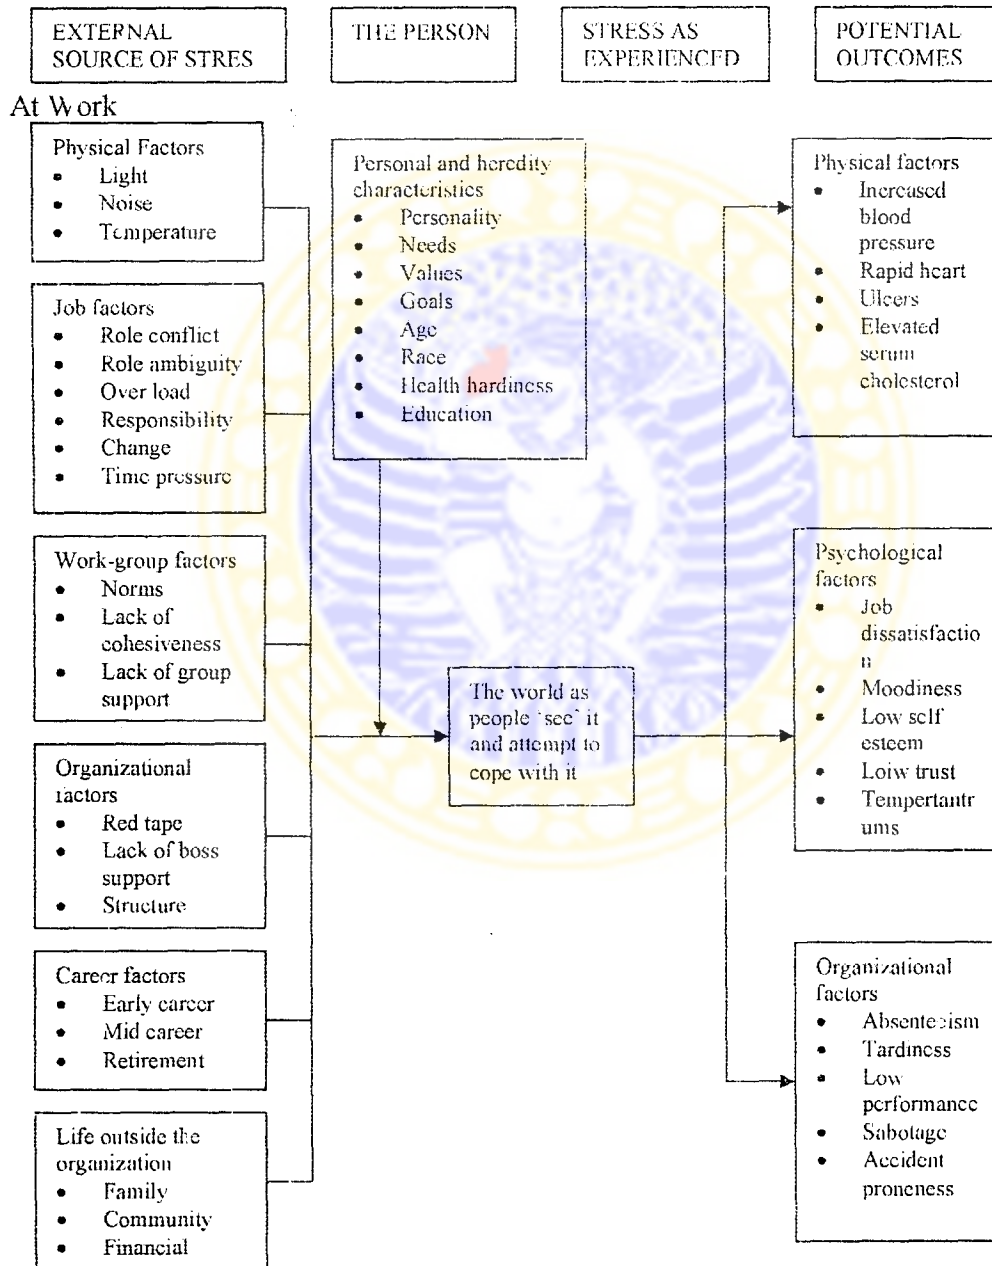 EXTERNAL
SOURCE OF STRES
THE PERSON
STRESS AS
EXPERIENCED
POTENTIAL
OUTCOMES
At Work
Physical Factors
• Light
• Noise
• Temperature
Job factors
• Role conflict
• Role ambiguity
• Over load
• Responsibility
• Change
• Time pressure
Work-group factors
• Norms
• Lack of
cohesiveness
• Lack of group
support
Organizational
factors
• Red tape
• Lack of boss
support
• Structure
Career factors
• Early career
• Mid career
• Retirement
Life outside the
organization
• Family
• Community
• Financial
Personal and heredity
characteristics
• Personality
• Needs
• Values
• Goals
• Age
• Race
• Health hardiness
• Education
The world as
people 'see' it
and attempt to
cope with it
Physical factors
• Increased
blood
pressure
• Rapid heart
• Ulcers
• Elevated
serum
cholesterol
Psychological
factors
• Job
dissatisfactio
n
• Moodiness
• Low self
esteem
• Loiw trust
• Tempertantr
ums
Organizational
factors
• Absenteeism
• Tardiness
• Low
performance
• Sabotage
• Accident
proneness